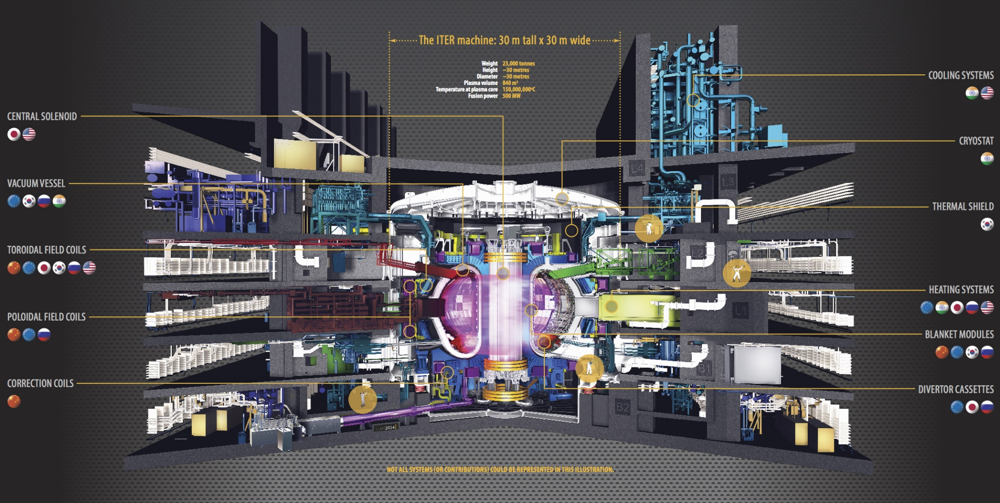 The ITER machine: 30 m tall x 30 m wide
Weight 23,000 tonnes
Height ~30 metres
Diameter ~30 metres
Plasma volume 840 m³
Temperature at plasma core 150,000,000ºC
Fusion power 500 MW
CENTRAL SOLENOID
VACUUM VESSEL
TOROIDAL FIELD COILS
POLOIDAL FIELD COILS
CORRECTION COILS
COOLING SYSTEMS
CRYOSTAT
THERMAL SHIELD
HEATING SYSTEMS
BLANKET MODULES
DIVERTOR CASSETTES
L4
L3
L2
L1
B1
B2
2014
NOT ALL SYSTEMS (OR CONTRIBUTIONS) COULD BE REPRESENTED IN THIS ILLUSTRATION.